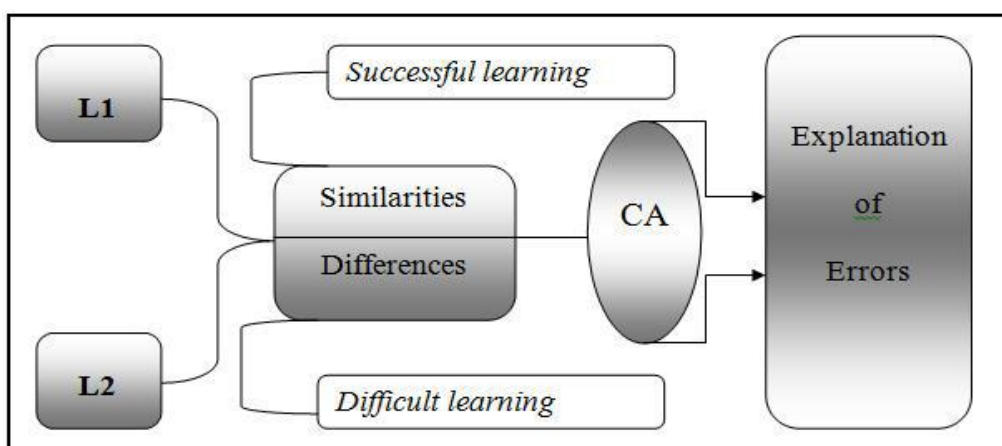 L1
Successful learning
Similarities
Differences
CA
Explanation
of
Errors
L2
Difficult learning